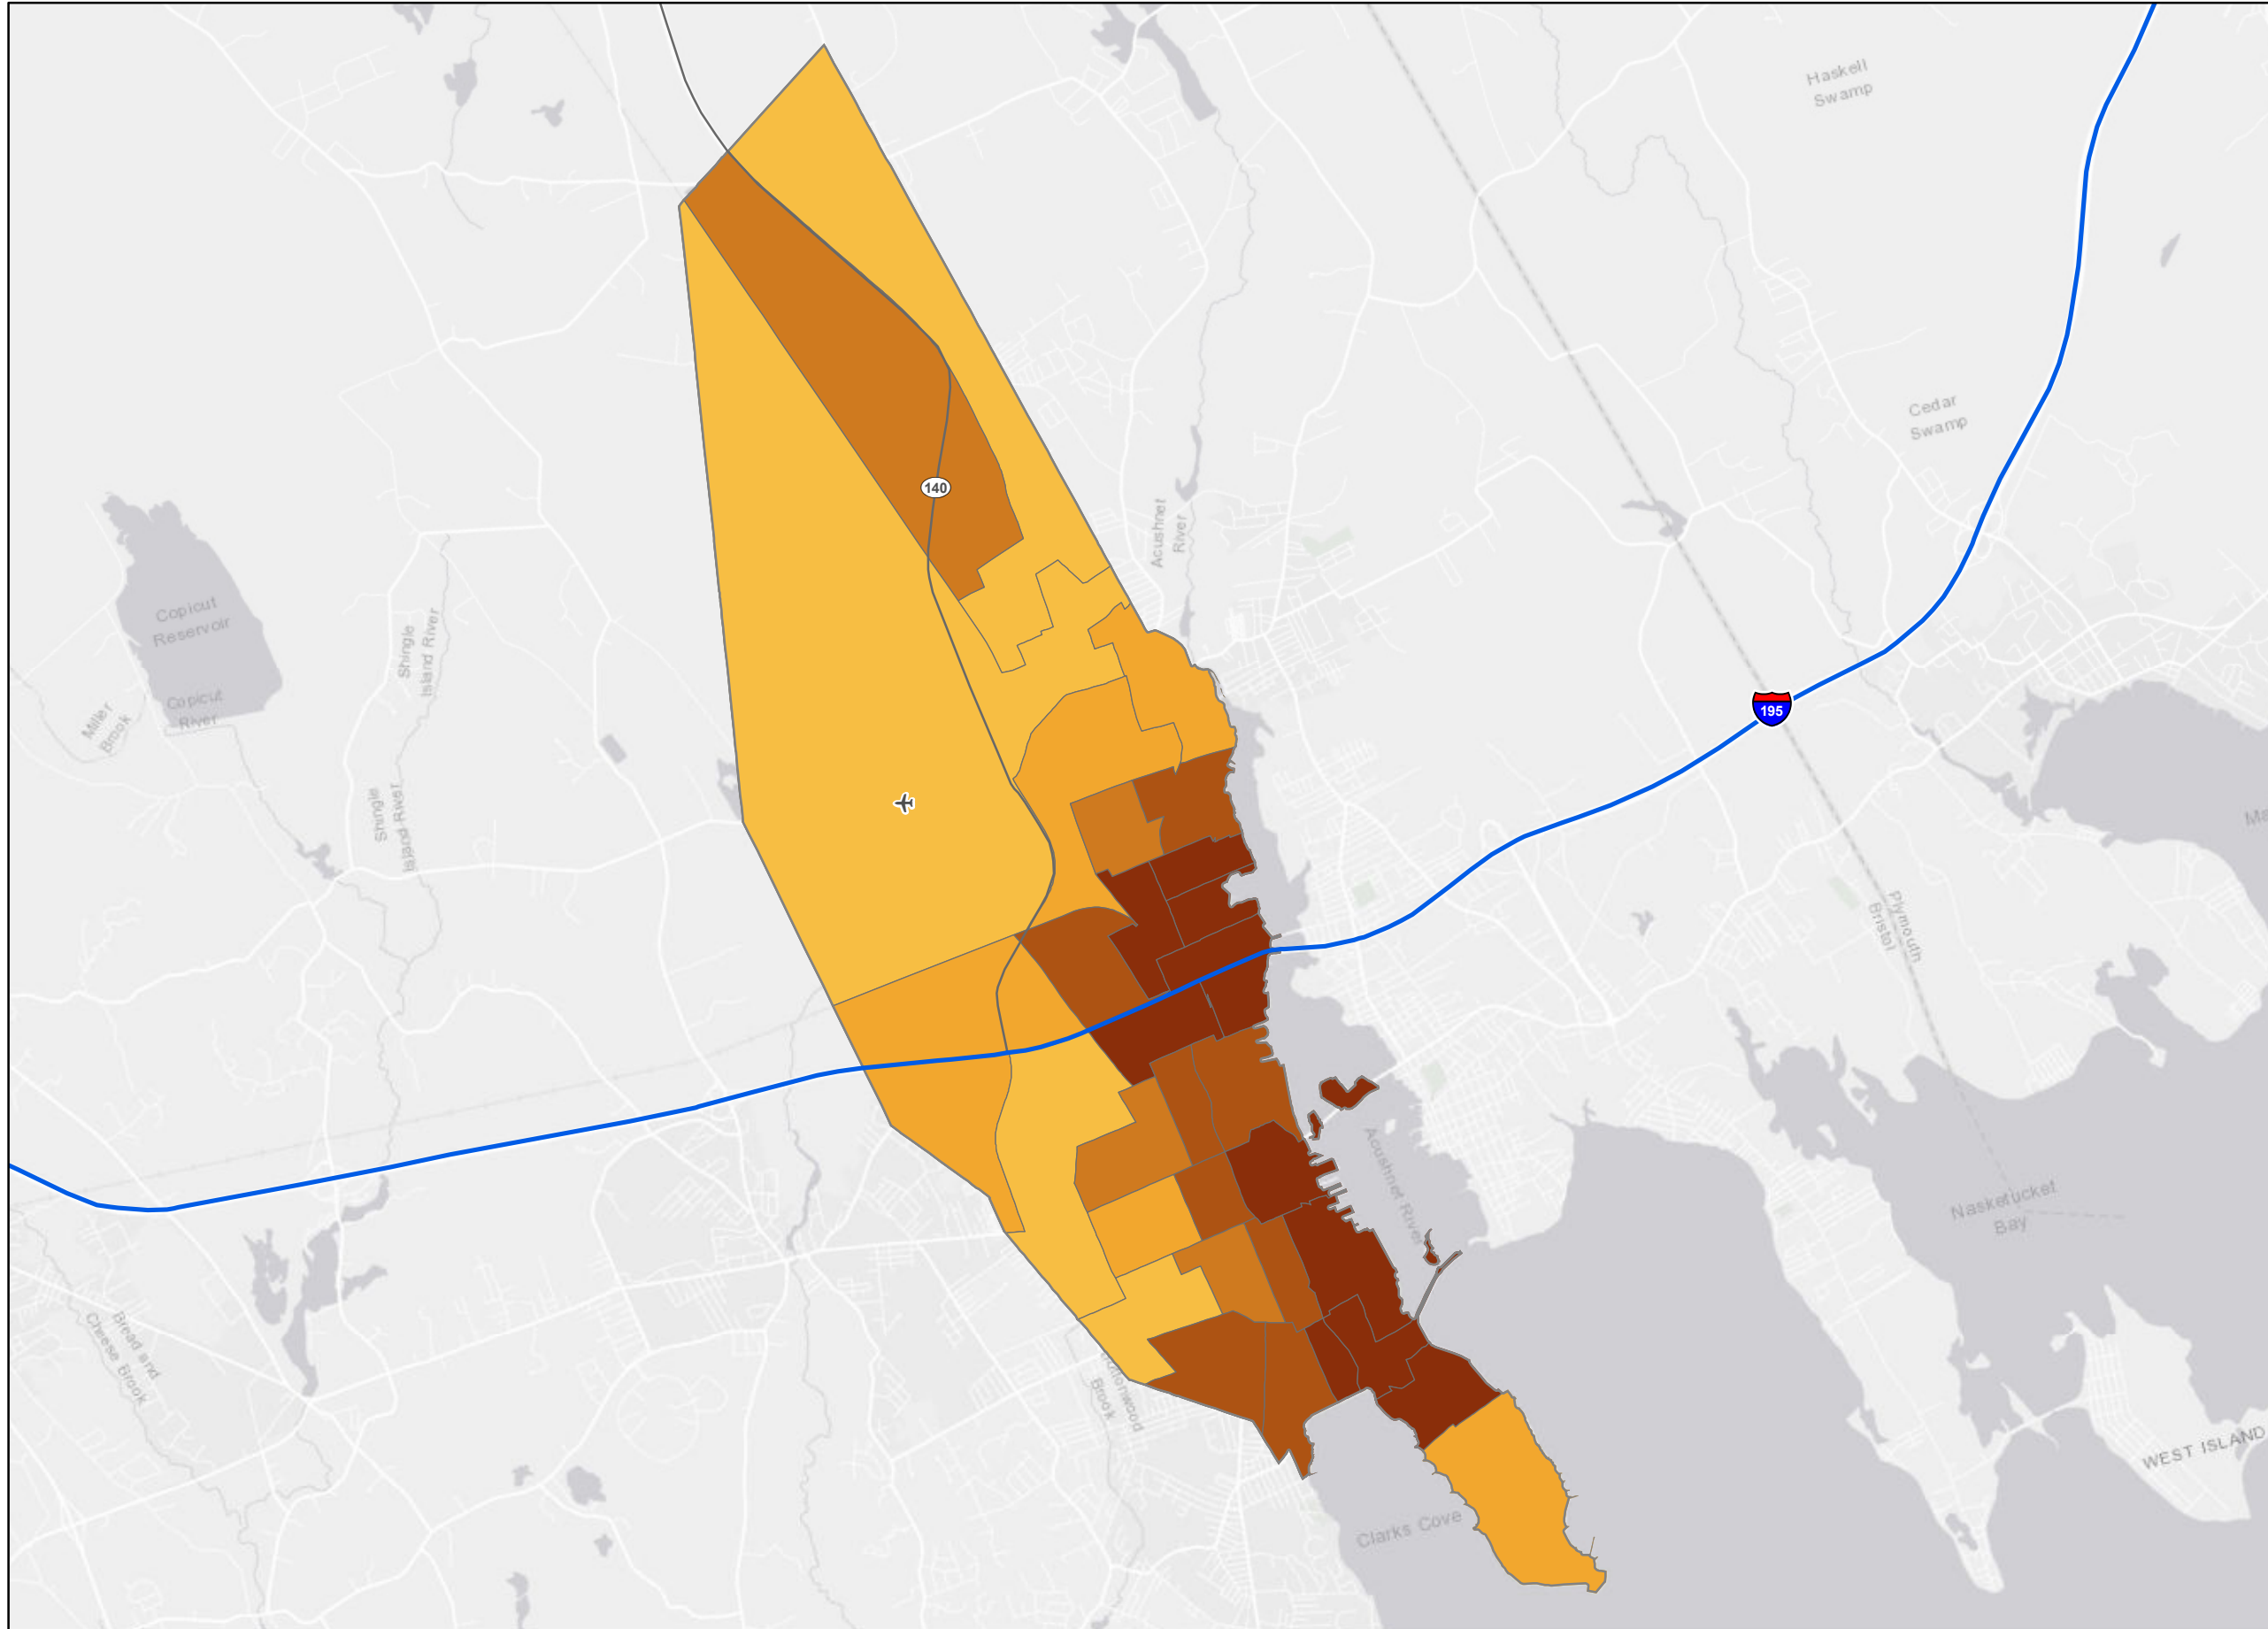 Haskell
Swamp
Cedar
Swamp
140
Acushnet
River
Copicut
Reservoir
Shingle
Island River
Copicut
River
Miller
Brook
195
Shingle
Island River
Plymouth
Bristol
Acushnet River
Nasketucket
Bay
Bread and
Cheese Brook
Brook
WEST ISLAND
Clarks Cove